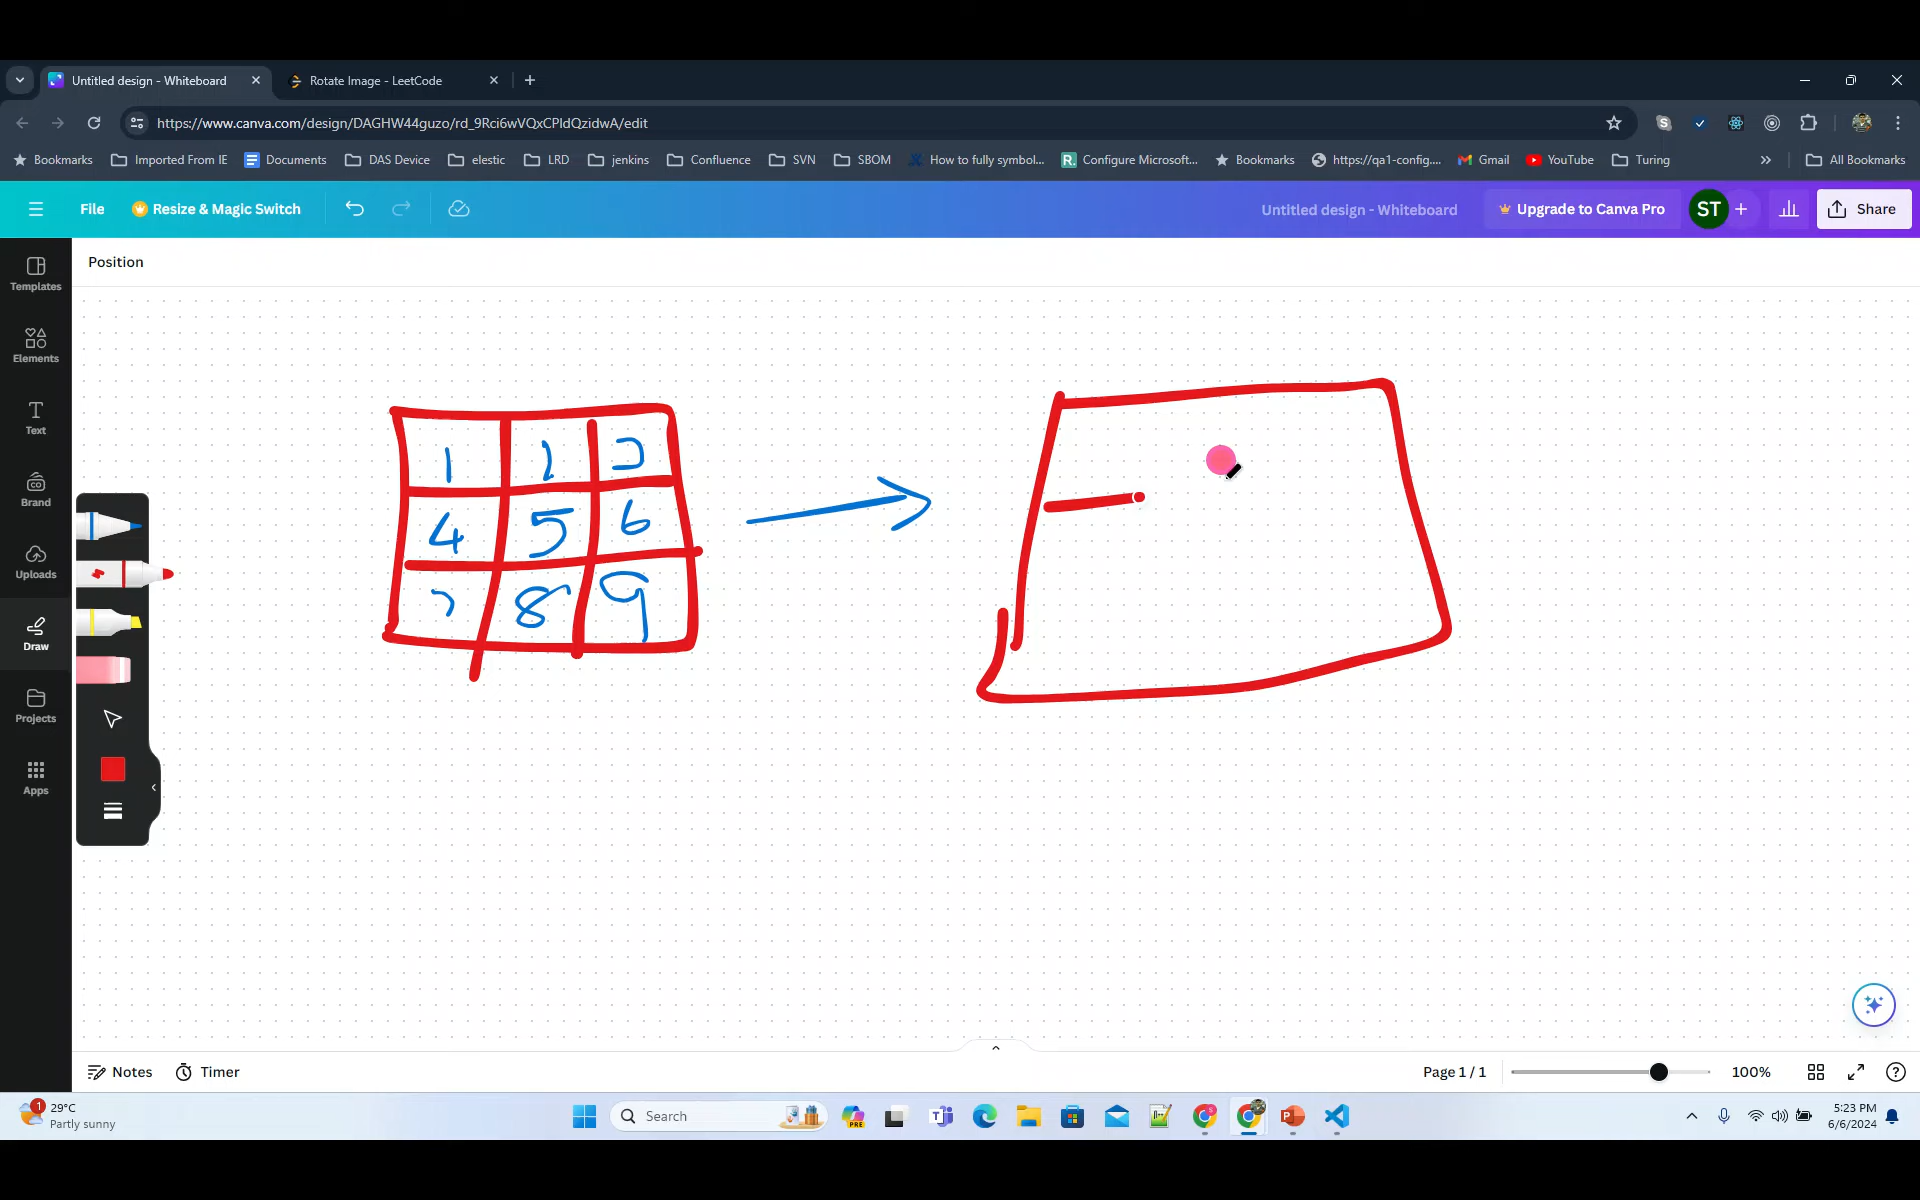 Untitled design - Whiteboard
Rotate Image - LeetCode
https://www.canva.com/design/DAGHW44guzo/rd_9Rci6wVQxCPIdQzidwA/edit
Bookmarks
Imported From IE
Documents
DAS Device
elestic
LRD
jenkins
Confluence
SVN
SBOM
How to fully symbol...
Configure Microsoft...
Bookmarks
https://qa1-config....
Gmail
YouTube
Turing
All Bookmarks
File
Resize & Magic Switch
Untitled design - Whiteboard
Upgrade to Canva Pro
ST
Share
Position
Templates
Elements
Text
Brand
Uploads
Draw
Projects
Apps
1
4 5 6
8 9
Notes
Timer
Page 1 / 1
100%
1
29°C
Partly sunny
Search
PRE
5:23 PM
6/6/2024